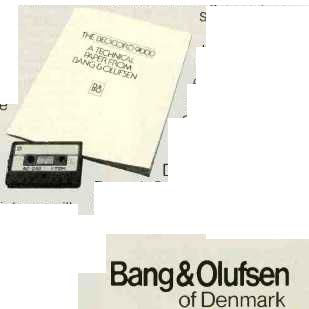 THE BEOCORD 9000
A TECHNICAL
PAPER FROM
BANG & OLUFSEN
Bang & Olufsen
of Denmark